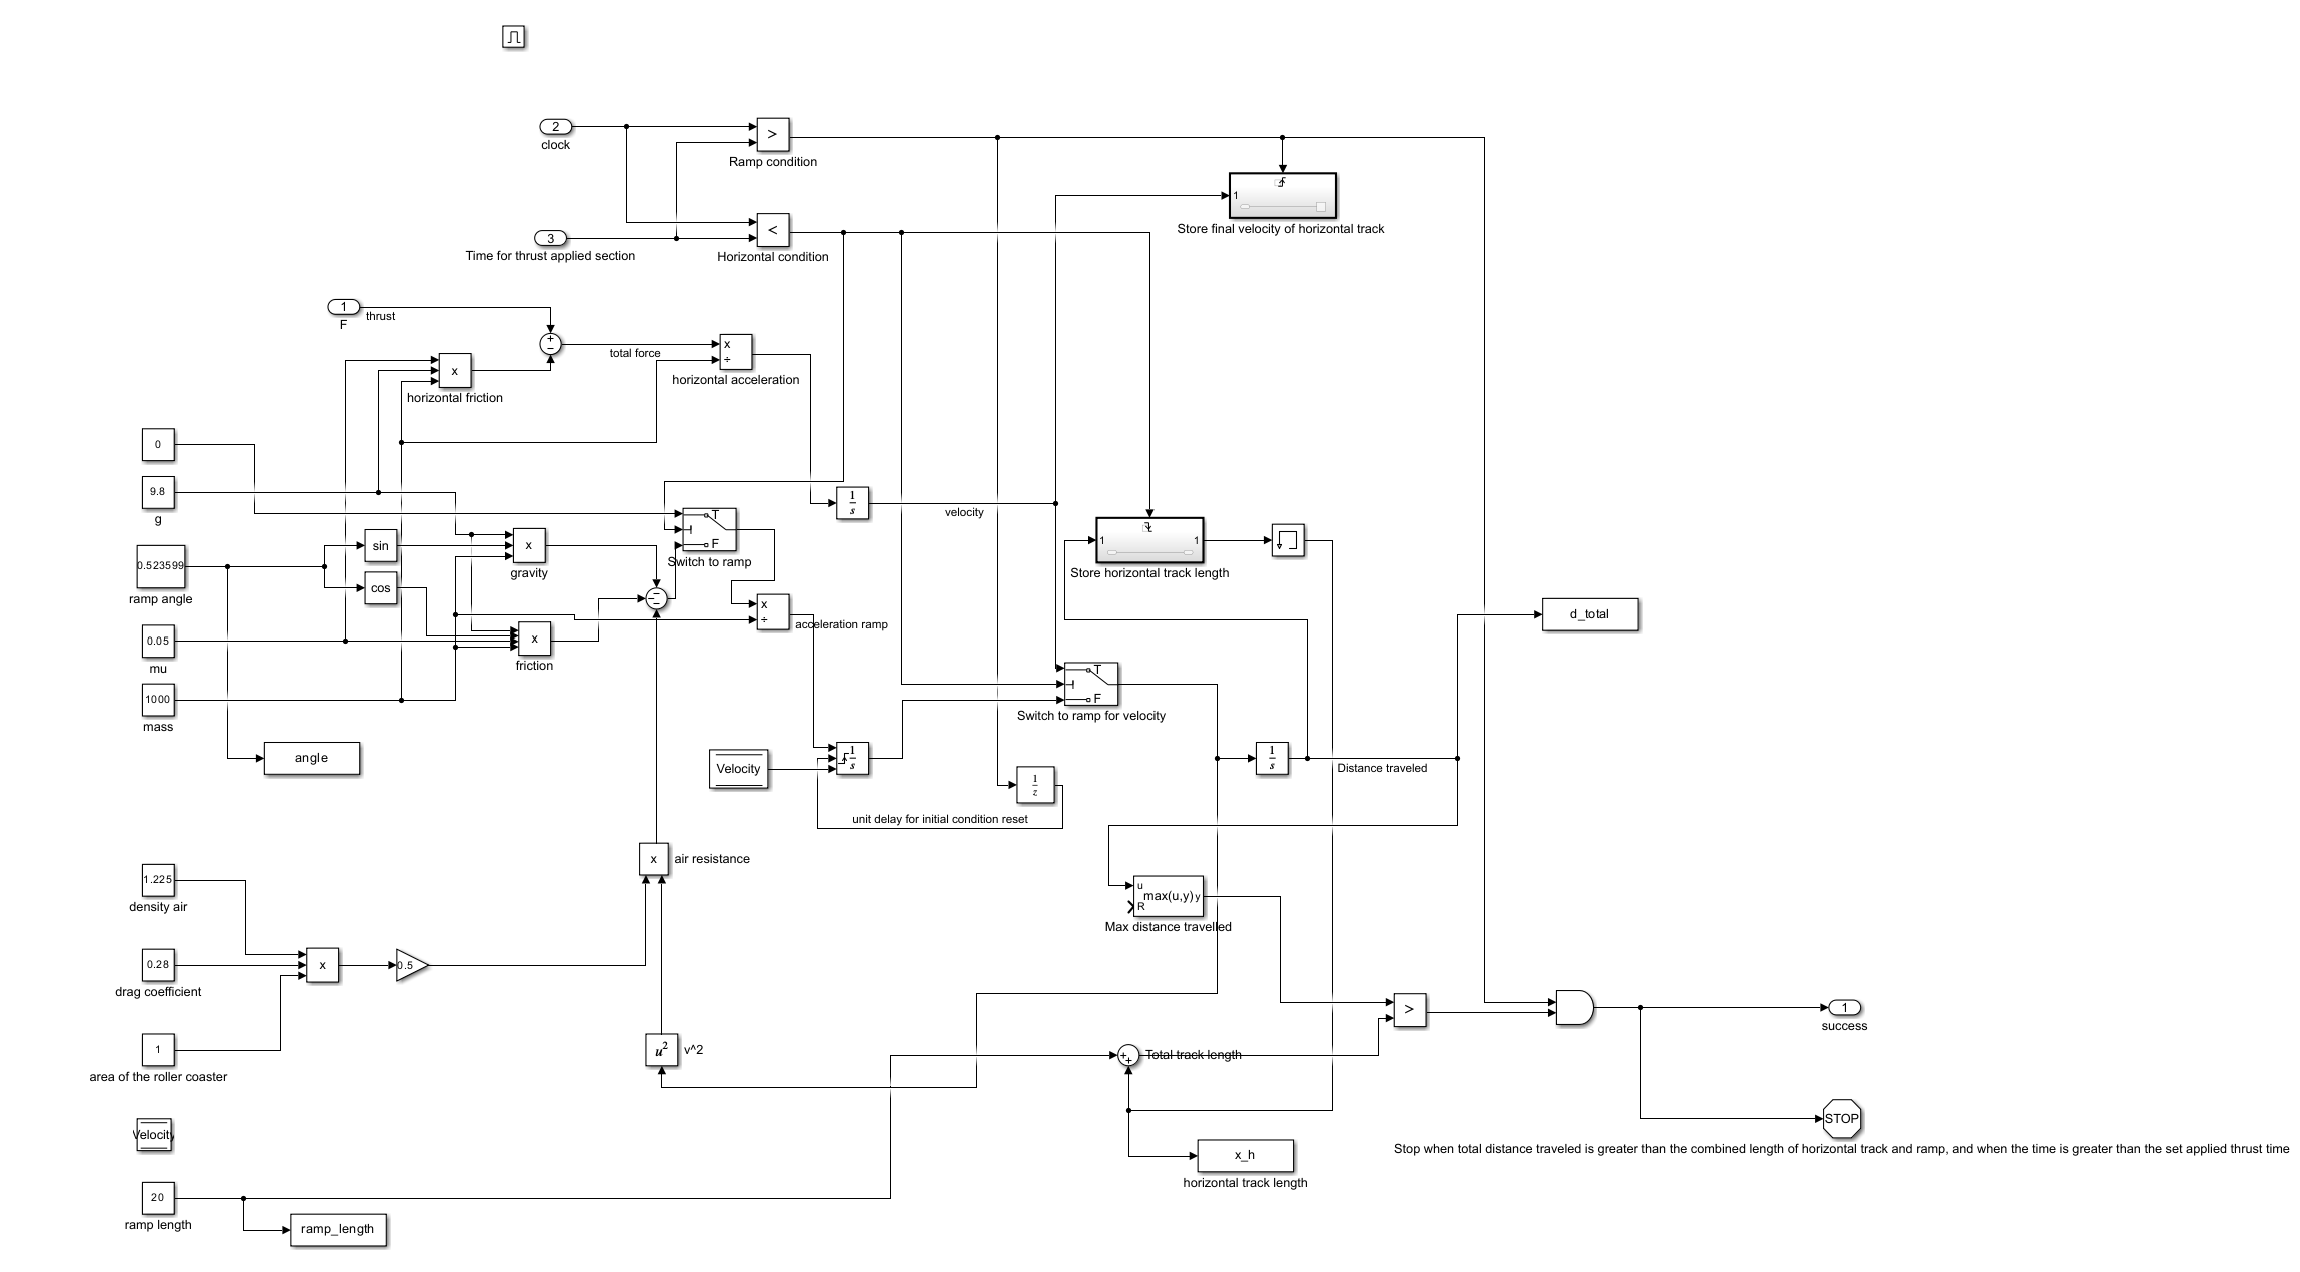 2
clock
>
Ramp condition
1
Store final velocity of horizontal track
3
Time for thrust applied section
<
Horizontal condition
1
F
thrust
+
−
total force
x
÷
horizontal acceleration
x
horizontal friction
0
9.8
g
1
s
velocity
T
F
Switch to ramp
1
1
Store horizontal track length
0.523599
ramp angle
sin
cos
x
gravity
−
−
−
x
÷
acceleration ramp
d_total
0.05
mu
x
friction
1000
mass
T
F
Switch to ramp for velocity
angle
Velocity
1
s
1
z
unit delay for initial condition reset
1
s
Distance traveled
x
air resistance
1.225
density air
u
R
max(u,y)
y
Max distance travelled
0.28
drag coefficient
x
0.5
>
1
success
1
area of the roller coaster
u²
v^2
+
+
Total track length
STOP
Stop when total distance traveled is greater than the combined length of horizontal track and ramp, and when the time is greater than the set applied thrust time
Velocity
x_h
horizontal track length
20
ramp length
ramp_length